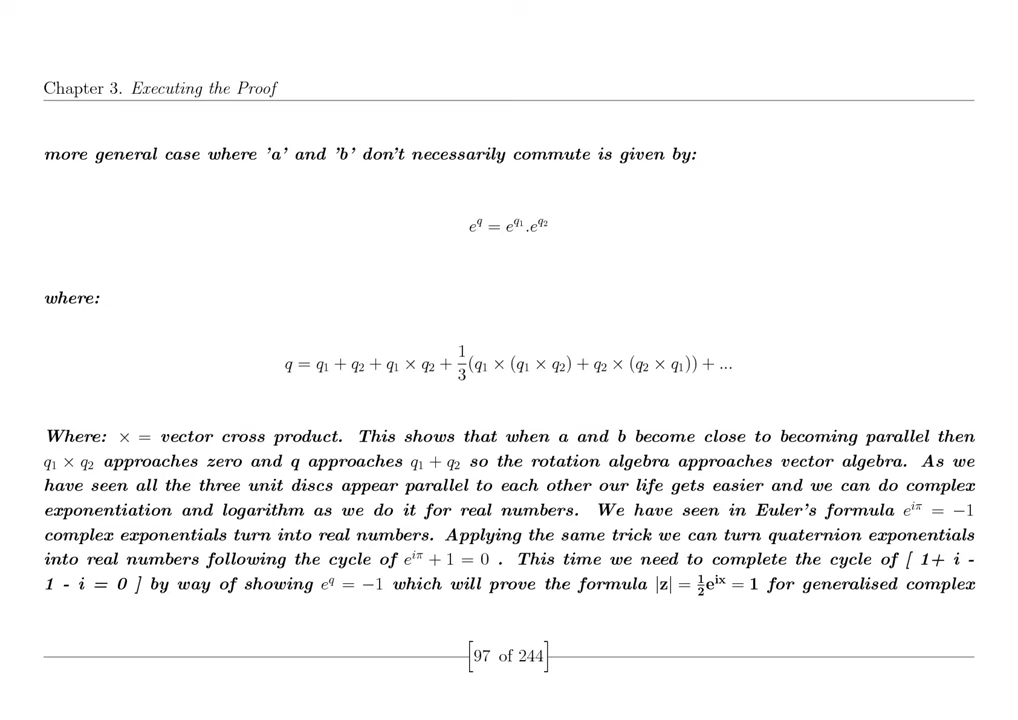 Chapter 3. Executing the Proof
more general case where 'a' and 'b' don't necessarily commute is given by:
e^q = e^{q_1}.e^{q_2}
where:
q = q_1 + q_2 + q_1 × q_2 + \frac{1}{3}(q_1 × (q_1 × q_2) + q_2 × (q_2 × q_1)) + ...
Where: × = vector cross product. This shows that when a and b become close to becoming parallel then
q_1 × q_2 approaches zero and q approaches q_1 + q_2 so the rotation algebra approaches vector algebra. As we
have seen all the three unit discs appear parallel to each other our life gets easier and we can do complex
exponentiation and logarithm as we do it for real numbers. We have seen in Euler's formula e^{iπ} = −1
complex exponentials turn into real numbers. Applying the same trick we can turn quaternion exponentials
into real numbers following the cycle of e^{iπ} + 1 = 0 . This time we need to complete the cycle of [ 1+ i -
1 - i = 0 ] by way of showing e^q = −1 which will prove the formula |z| = \frac{1}{2}e^{ix} = 1 for generalised complex
97 of 244